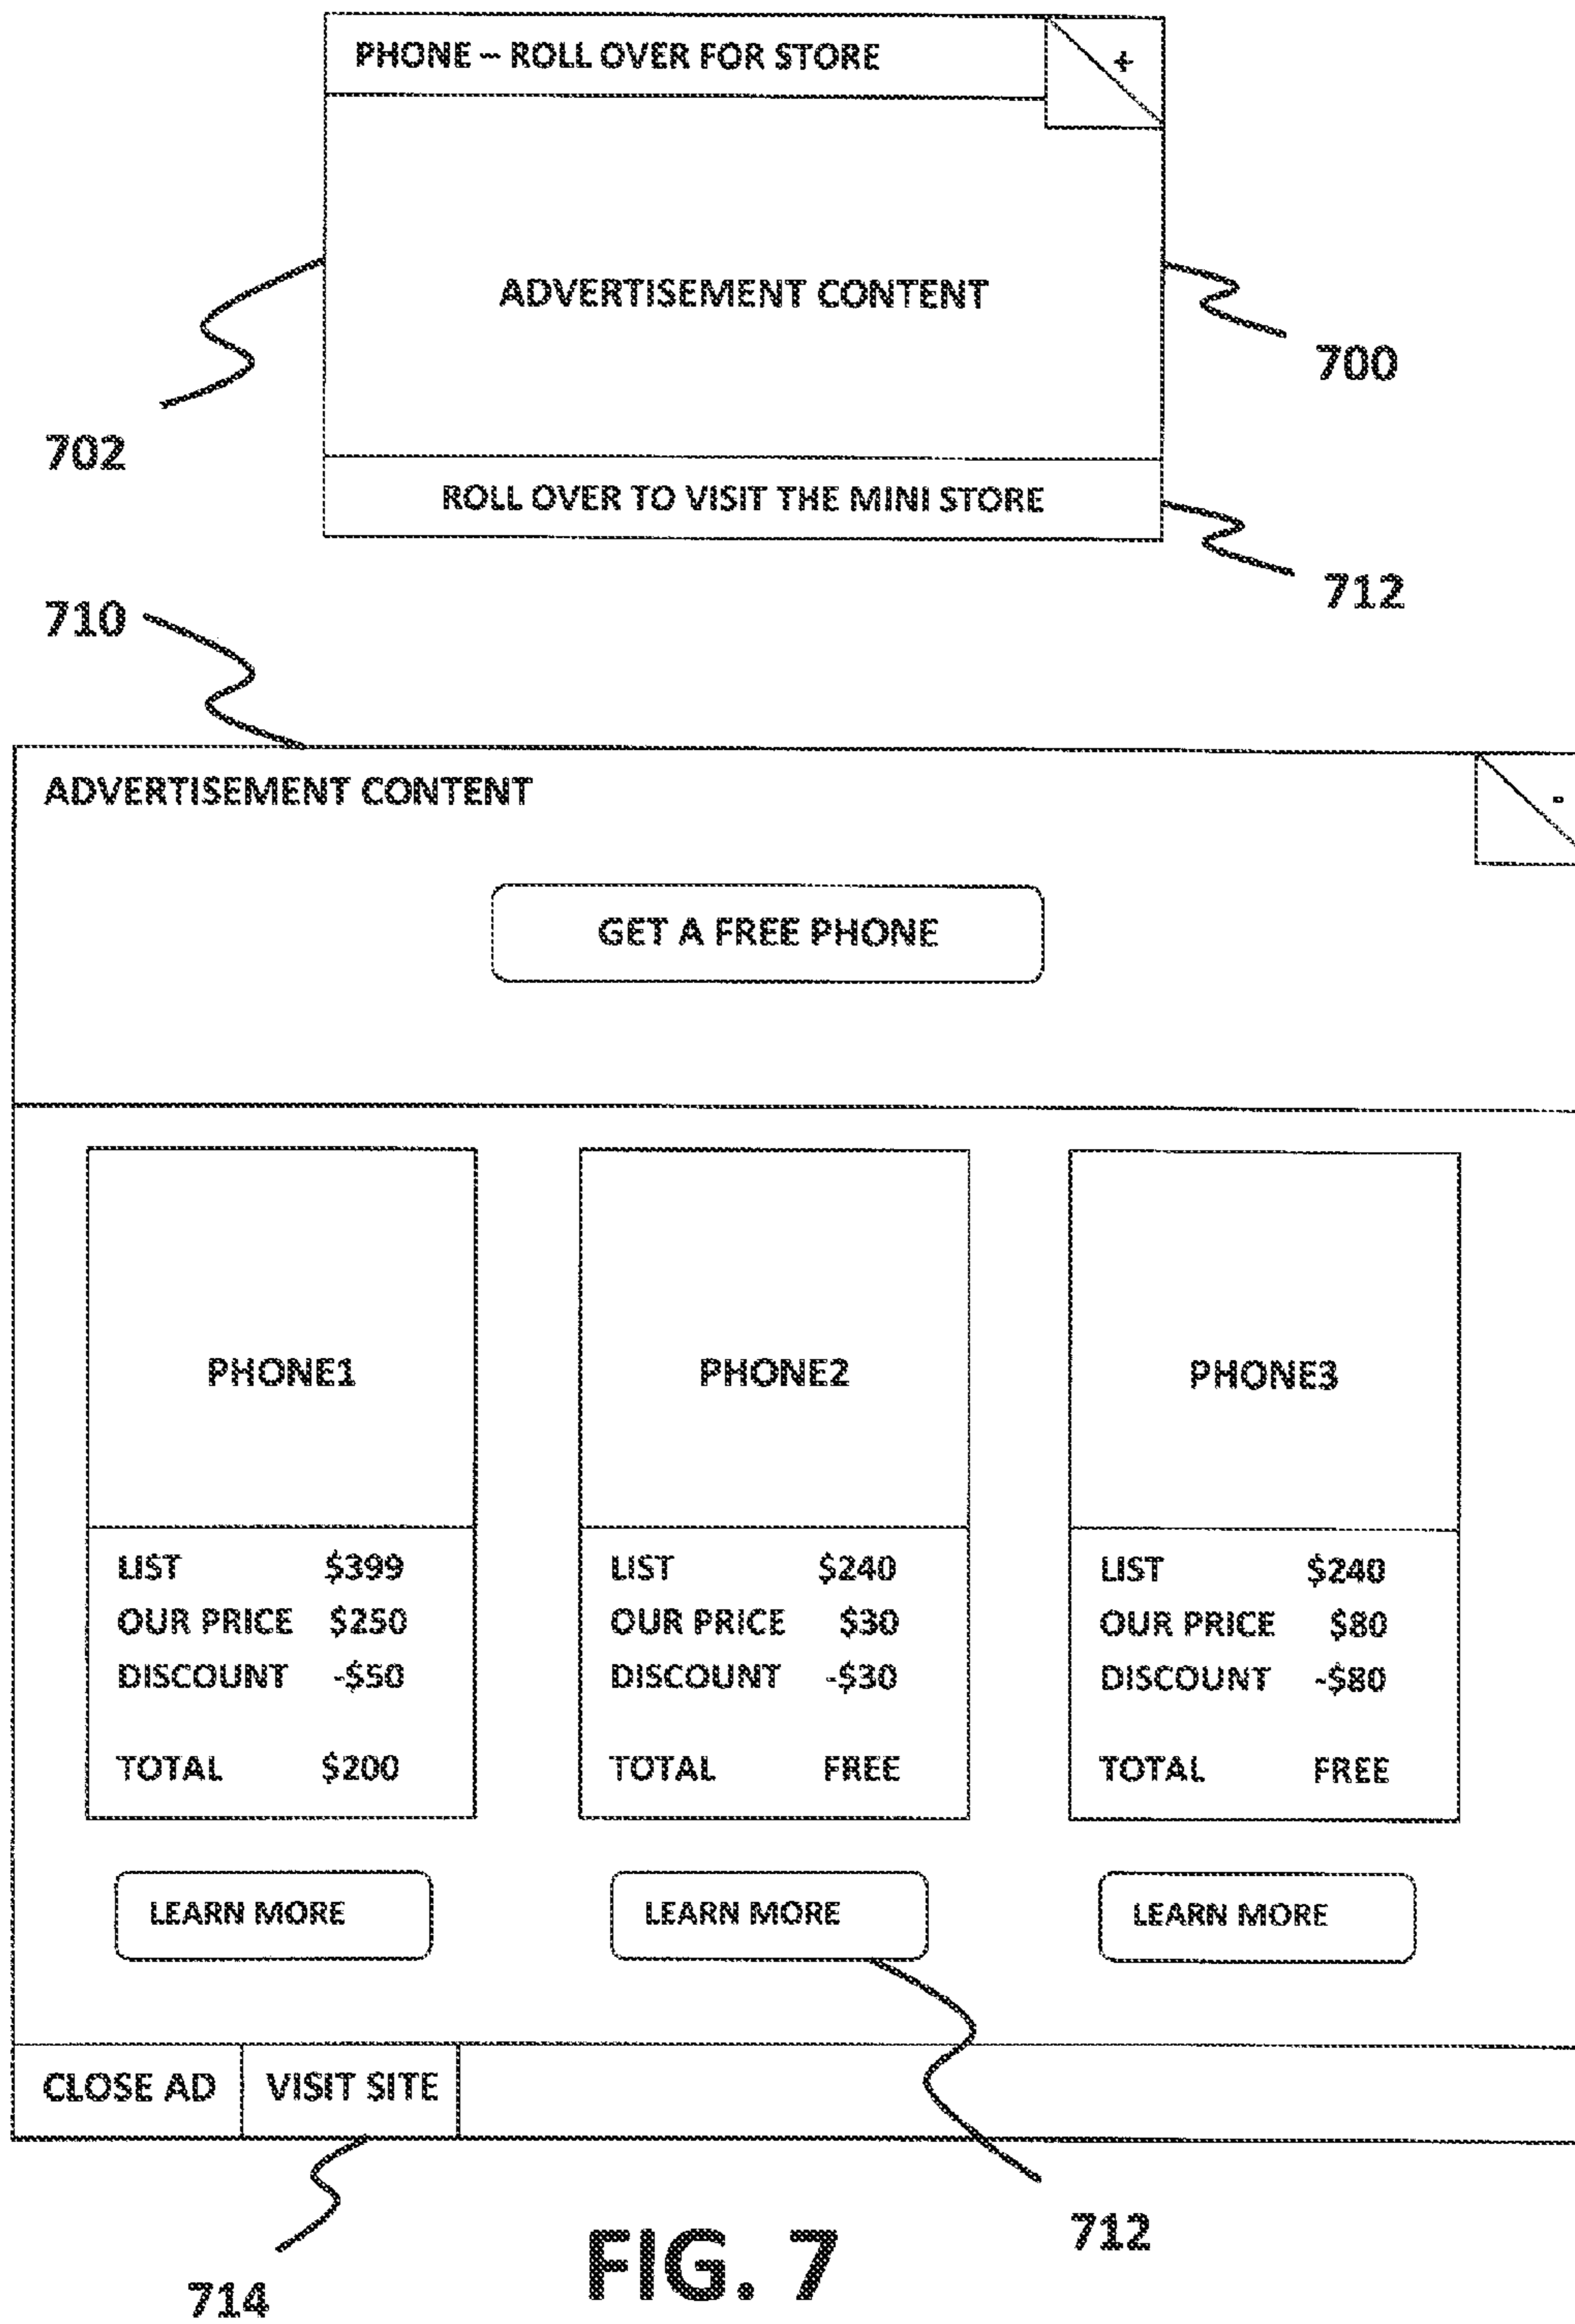 PHONE – ROLL OVER FOR STORE
+
ADVERTISEMENT CONTENT
700
702
ROLL OVER TO VISIT THE MINI STORE
712
710
ADVERTISEMENT CONTENT
-
GET A FREE PHONE
PHONE1 PHONE2 PHONE3
LIST $399 LIST $240 LIST $240
OUR PRICE $250 OUR PRICE $30 OUR PRICE $80
DISCOUNT -$50 DISCOUNT -$30 DISCOUNT -$80
TOTAL $200 TOTAL FREE TOTAL FREE
LEARN MORE LEARN MORE LEARN MORE
CLOSE AD VISIT SITE
712
714
FIG. 7